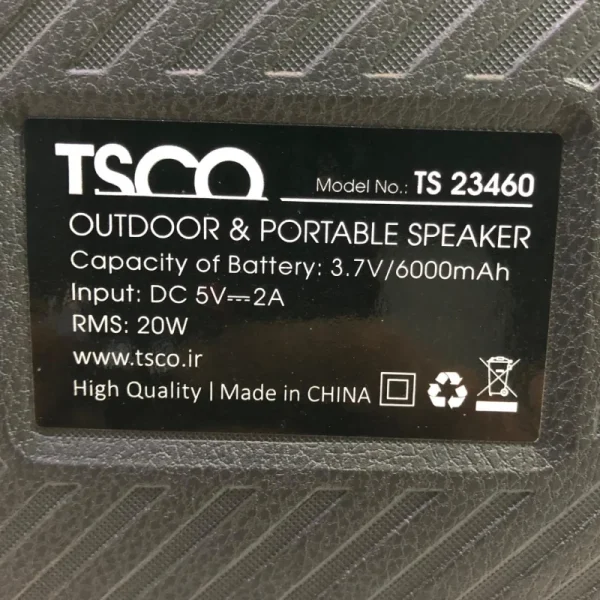 TSCO
Model No.: TS 23460
OUTDOOR & PORTABLE SPEAKER
Capacity of Battery: 3.7V/6000mAh
Input: DC 5V⎓2A
RMS: 20W
www.tsco.ir
High Quality | Made in CHINA